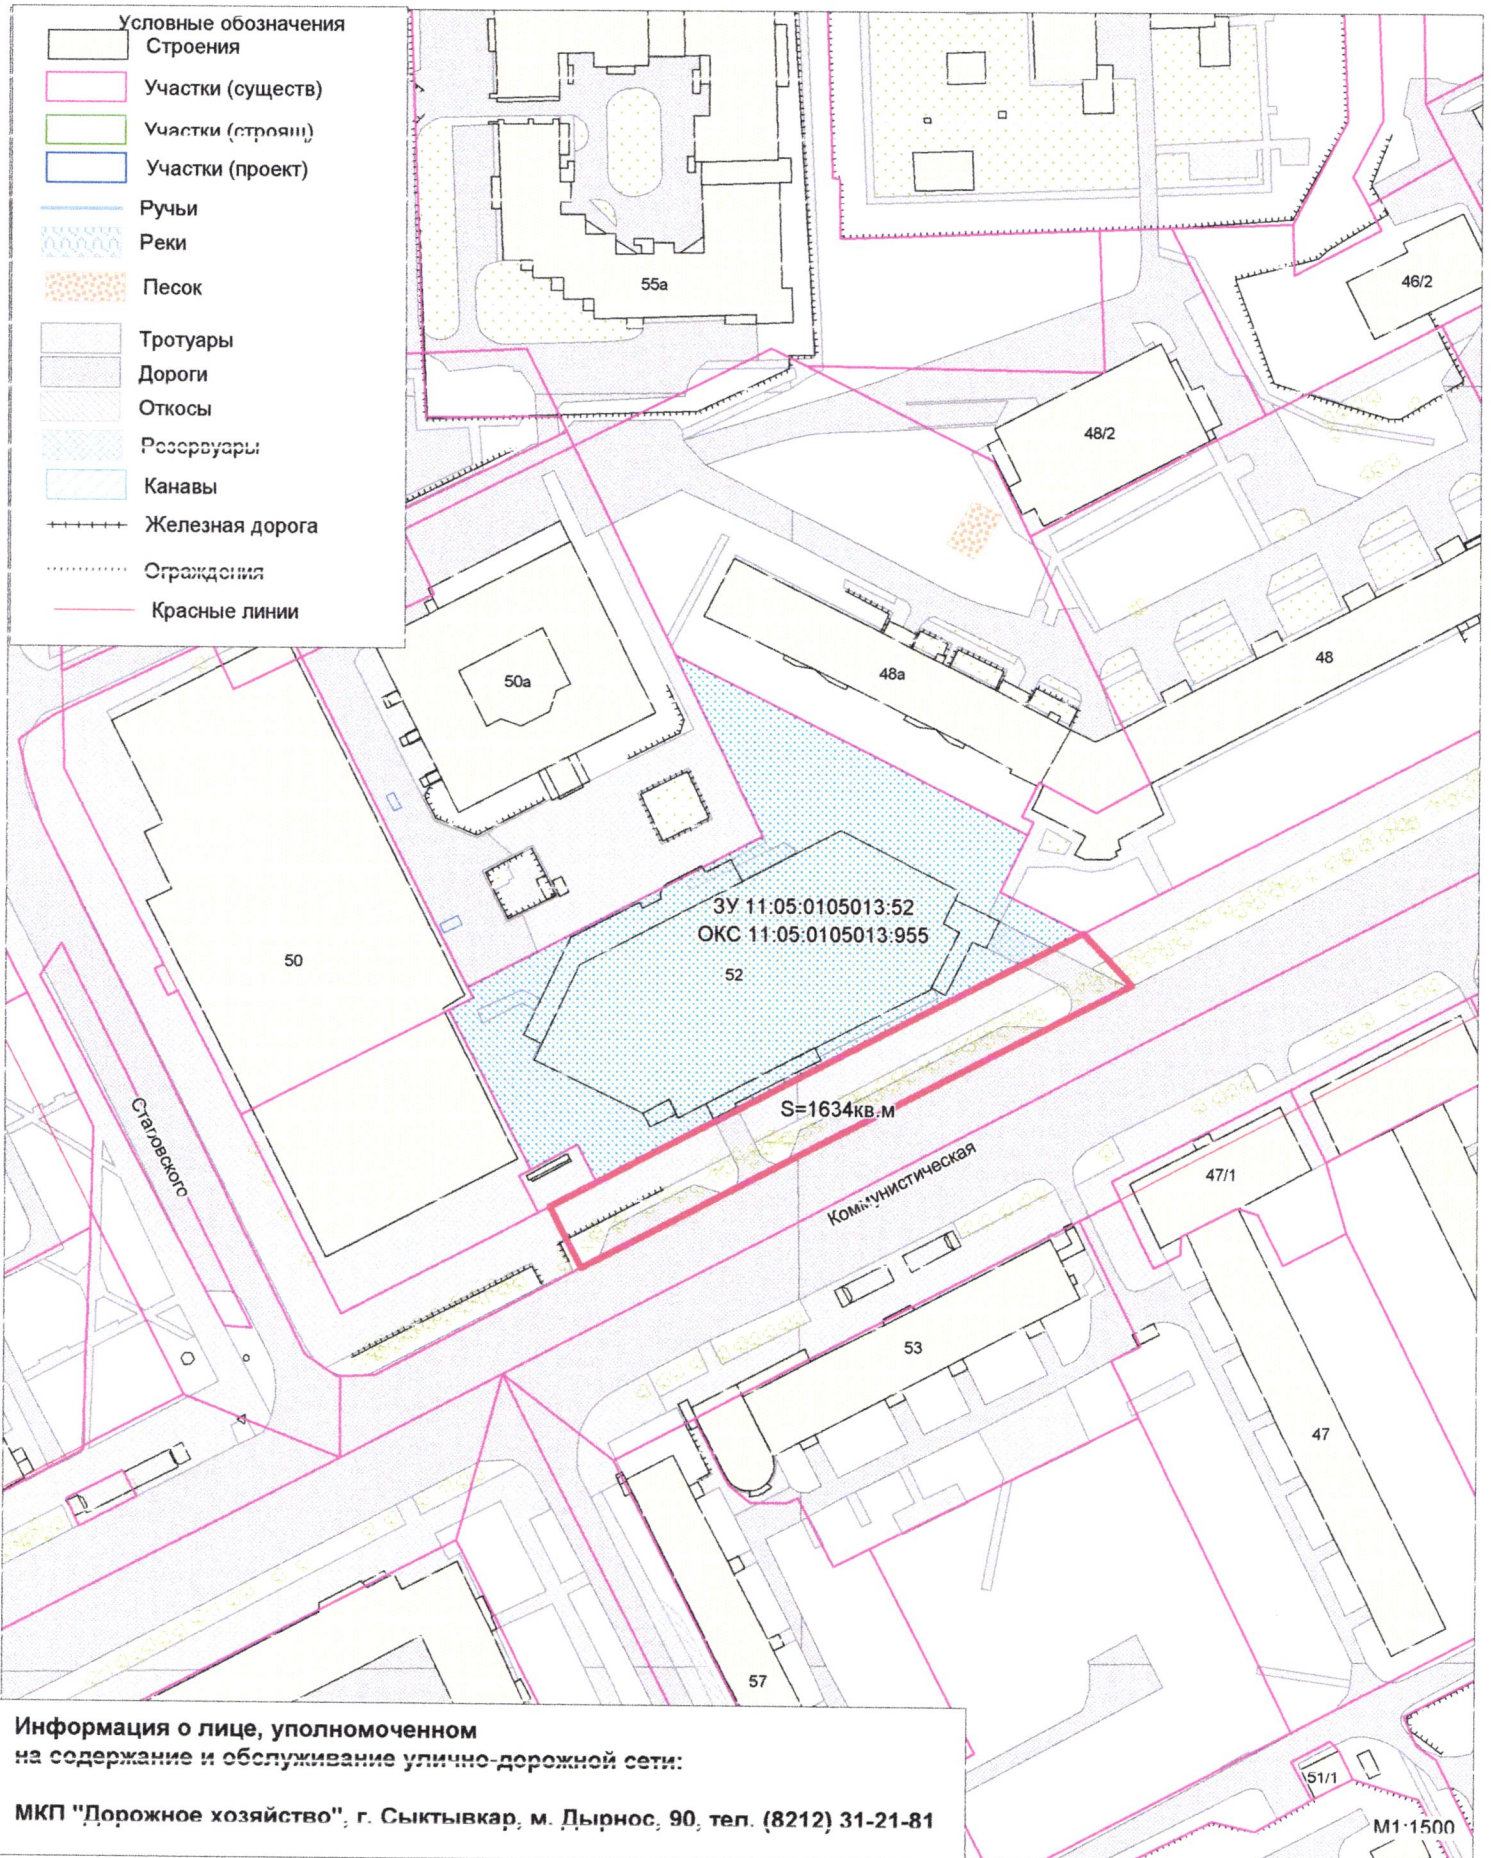 Условные обозначения
Строения
Участки (существ)
Участки (строящ)
Участки (проект)
Ручьи
Реки
Песок
Тротуары
Дороги
Откосы
Резервуары
Канавы
Железная дорога
Ограждения
Красные линии
55а
46/2
48/2
48
48а
50а
ЗУ 11:05:0105013:52
ОКС 11:05:0105013:955
50
52
S=1634кв.м
Коммунистическая
47/1
53
47
57
51/1
Информация о лице, уполномоченном
на содержание и обслуживание улично-дорожной сети:
МКП "Дорожное хозяйство", г. Сыктывкар, м. Дырнос, 90, тел. (8212) 31-21-81
М1:1500